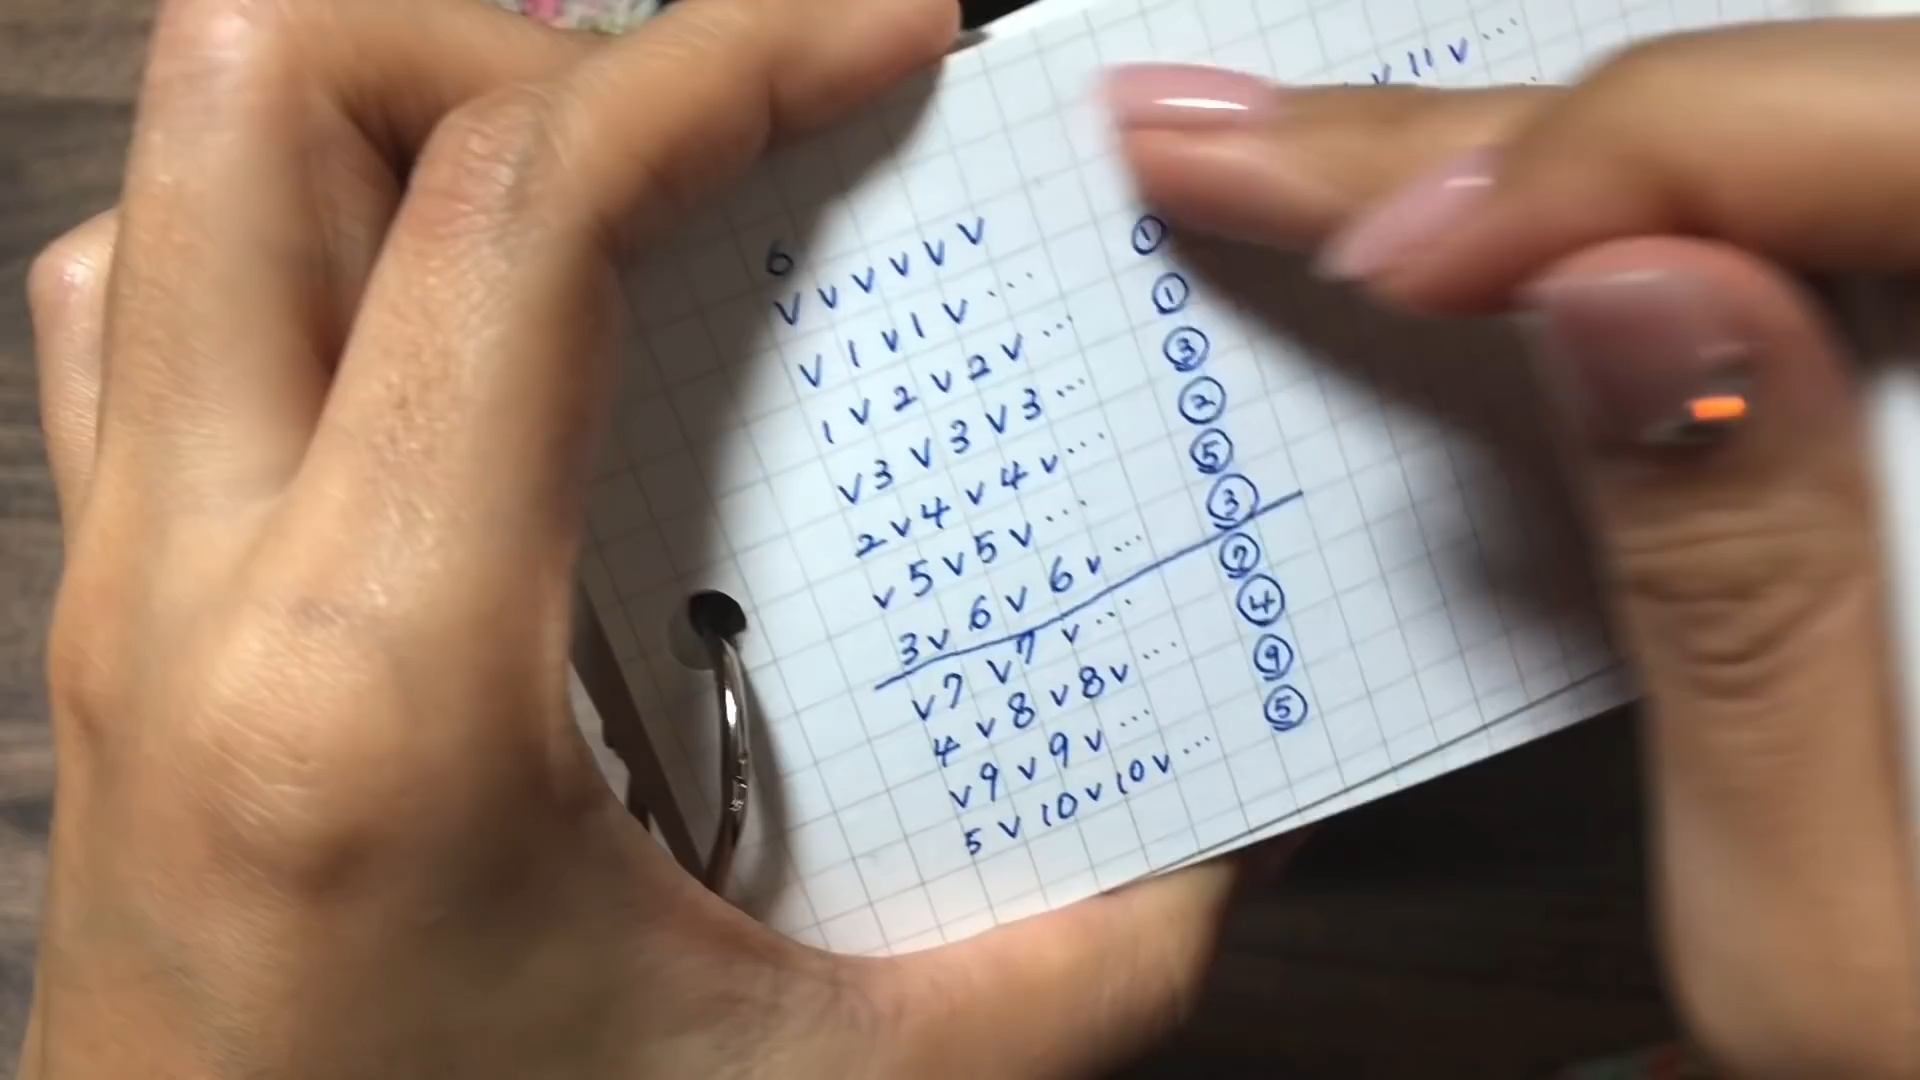 v 11 v ...
6
v v v v v v ①
v 1 v 1 v ... ①
1 v 2 v 2 v ... ③
v 3 v 3 v 3 ... ②
2 v 4 v 4 v ... ⑤
v 5 v 5 v ... ③
3 v 6 v 6 v ... ⑦
v 7 v 7 v ... ④
4 v 8 v 8 v ... ⑨
v 9 v 9 v ... ⑤
5 v 10 v 10 v ...